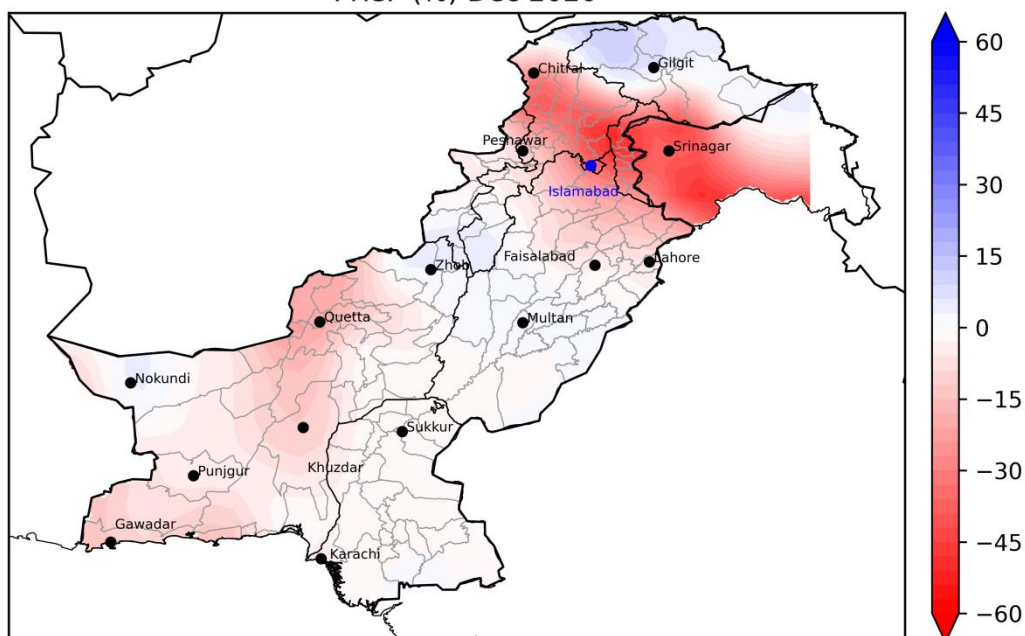 60
Chitral
Gilgit
45
Peshawar
Srinagar
30
Islamabad
15
Faisalabad
Lahore
Zhob
0
Quetta
Multan
Nokundi
−15
Sukkur
Khuzdar
Punjgur
−30
Gawadar
−45
Karachi
−60